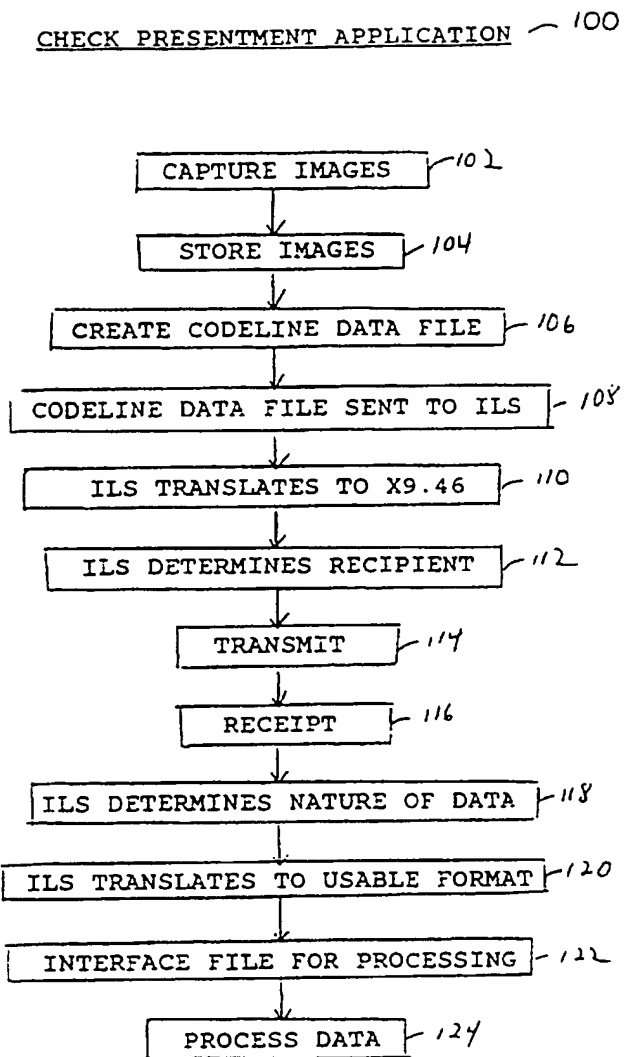 CHECK PRESENTMENT APPLICATION 100
CAPTURE IMAGES 102
STORE IMAGES 104
CREATE CODELINE DATA FILE 106
CODELINE DATA FILE SENT TO ILS 108
ILS TRANSLATES TO X9.46 110
ILS DETERMINES RECIPIENT 112
TRANSMIT 114
RECEIPT 116
ILS DETERMINES NATURE OF DATA 118
ILS TRANSLATES TO USABLE FORMAT 120
INTERFACE FILE FOR PROCESSING 122
PROCESS DATA 124